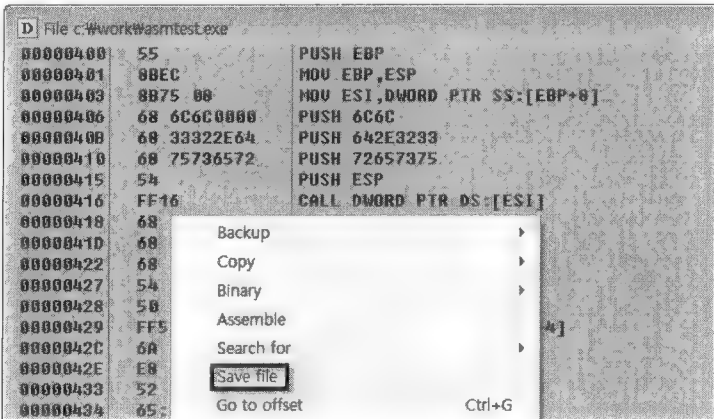 D File c:₩work₩asmtest.exe
00000400 55 PUSH EBP
00000401 8BEC MOV EBP,ESP
00000403 8B75 08 MOV ESI,DWORD PTR SS:[EBP+8]
00000406 68 6C6C0000 PUSH 6C6C
0000040B 68 33322E64 PUSH 642E3233
00000410 68 75736572 PUSH 72657375
00000415 54 PUSH ESP
00000416 FF16 CALL DWORD PTR DS:[ESI]
00000418 68
0000041D 68
00000422 68
00000427 54
00000428 50
00000429 FF5 4]
0000042C 6A
0000042E E8
00000433 52
00000434 65:
Backup
Copy
Binary
Assemble
Search for
Save file
Go to offset Ctrl+G